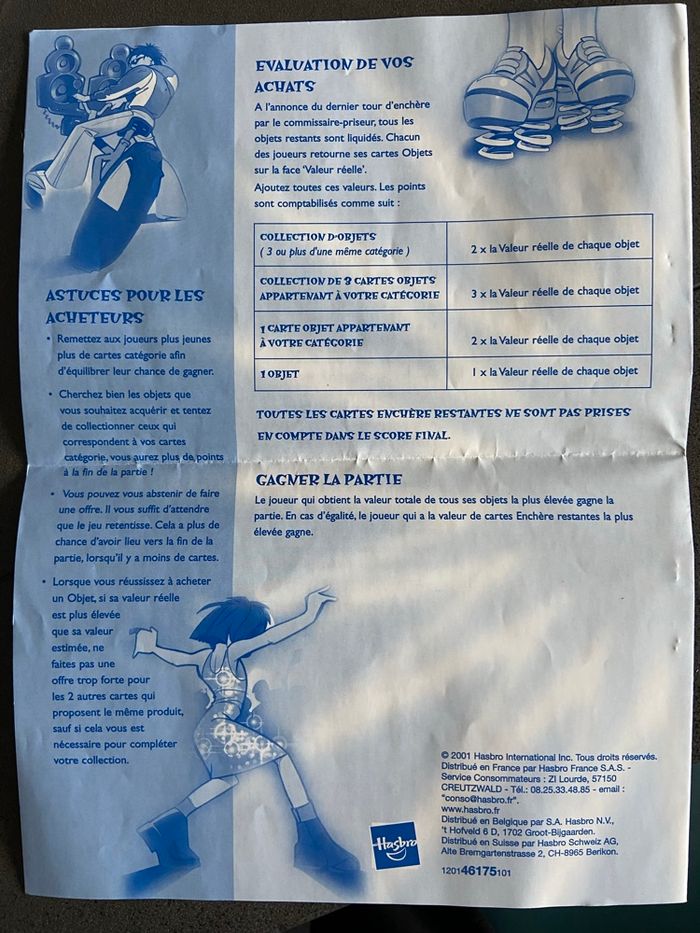 EVALUATION DE VOS
ACHATS
A l'annonce du dernier tour d'enchère
par le commissaire-priseur, tous les
objets restants sont liquidés. Chacun
des joueurs retourne ses cartes Objets
sur la face 'Valeur réelle'.
Ajoutez toutes ces valeurs. Les points
sont comptabilisés comme suit :
COLLECTION D'OBJETS
( 3 ou plus d'une même catégorie )
2 x la Valeur réelle de chaque objet
COLLECTION DE 3 CARTES OBJETS
APPARTENANT À VOTRE CATÉGORIE
3 x la Valeur réelle de chaque objet
1 CARTE OBJET APPARTENANT
À VOTRE CATÉGORIE
2 x la Valeur réelle de chaque objet
1 OBJET
1 x la Valeur réelle de chaque objet
TOUTES LES CARTES ENCHÈRE RESTANTES NE SONT PAS PRISES
EN COMPTE DANS LE SCORE FINAL.
GAGNER LA PARTIE
Le joueur qui obtient la valeur totale de tous ses objets la plus élevée gagne la
partie. En cas d'égalité, le joueur qui a la valeur de cartes Enchère restantes la plus
élevée gagne.
ASTUCES POUR LES
ACHETEURS
• Remettez aux joueurs plus jeunes
plus de cartes catégorie afin
d'équilibrer leur chance de gagner.
• Cherchez bien les objets que
vous souhaitez acquérir et tentez
de collectionner ceux qui
correspondent à vos cartes
catégorie, vous aurez plus de points
à la fin de la partie !
• Vous pouvez vous abstenir de faire
une offre. Il vous suffit d'attendre
que le jeu retentisse. Cela a plus de
chance d'avoir lieu vers la fin de la
partie, lorsqu'il y a moins de cartes.
• Lorsque vous réussissez à acheter
un Objet, si sa valeur réelle
est plus élevée
que sa valeur
estimée, ne
faites pas une
offre trop forte pour
les 2 autres cartes qui
proposent le même produit,
sauf si cela vous est
nécessaire pour compléter
votre collection.
Hasbro
© 2001 Hasbro International Inc. Tous droits réservés.
Distribué en France par Hasbro France S.A.S. -
Service Consommateurs : ZI Lourde, 57150
CREUTZWALD - Tél.: 08.25.33.48.85 - email :
"conso@hasbro.fr".
www.hasbro.fr
Distribué en Belgique par S.A. Hasbro N.V.,
't Hofveld 6 D, 1702 Groot-Bijgaarden.
Distribué en Suisse par Hasbro Schweiz AG,
Alte Bremgartenstrasse 2, CH-8965 Berikon.
120146175101